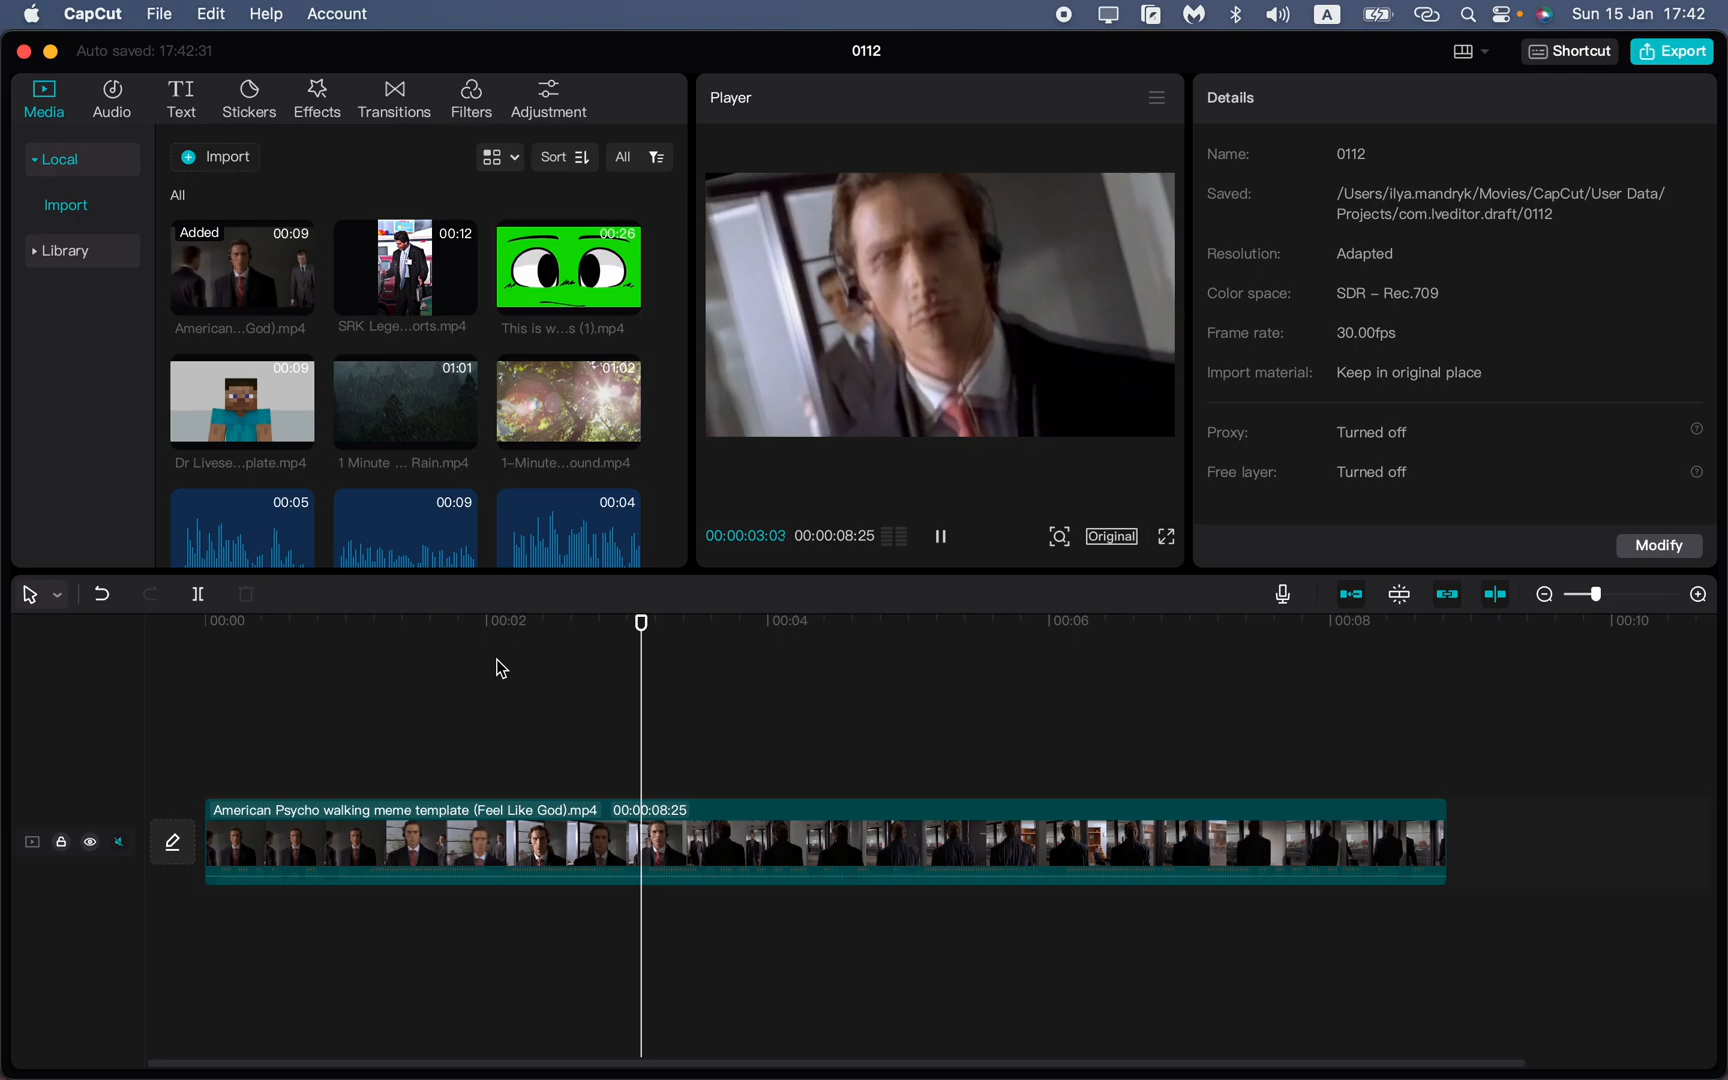 CapCut File Edit Help Account A Sun 15 Jan 17:42
Auto saved: 17:42:31 0112 Shortcut Export
Media Audio TI Text Stickers Effects Transitions Filters Adjustment
Local
Import
Library
Import Sort All
All
Added 00:09 00:12 00:26
American...God).mp4 SRK Lege...orts.mp4 This is w...s (1).mp4
00:09 01:01 01:02
Dr Livese...plate.mp4 1 Minute ... Rain.mp4 1-Minute...ound.mp4
00:05 00:09 00:04
Player
00:00:03:03 00:00:08:25 Original
Details
Name: 0112
Saved: /Users/ilya.mandryk/Movies/CapCut/User Data/
Projects/com.lveditor.draft/0112
Resolution: Adapted
Color space: SDR – Rec.709
Frame rate: 30.00fps
Import material: Keep in original place
Proxy: Turned off
Free layer: Turned off
Modify
00:00 00:02 00:04 00:06 00:08 00:10
American Psycho walking meme template (Feel Like God).mp4 00:00:08:25